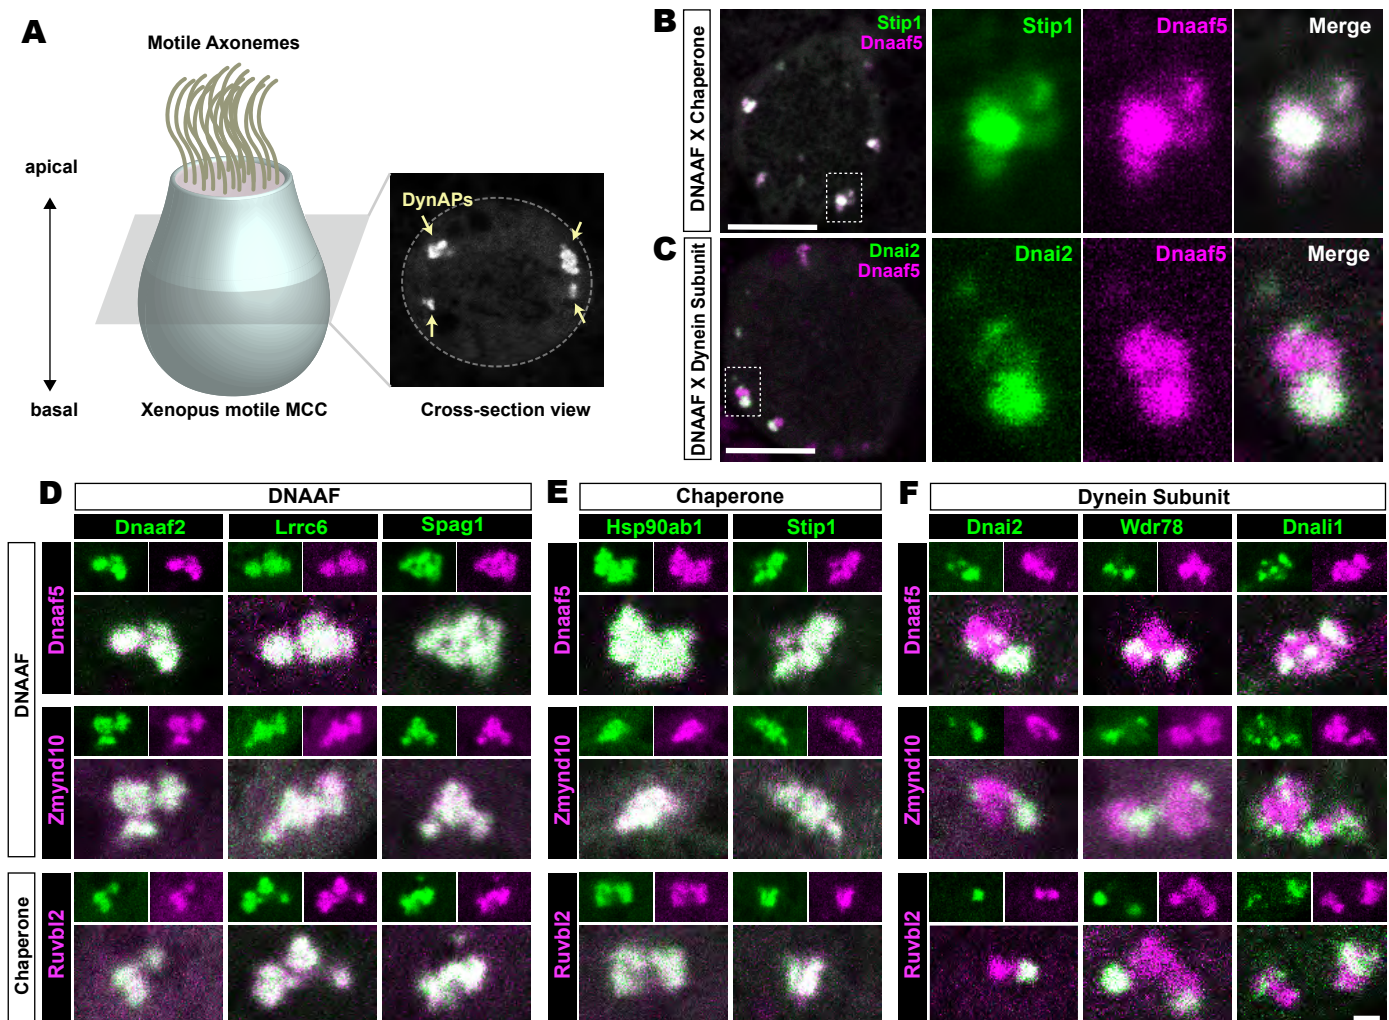 A
Motile Axonemes
apical
basal
DynAPs
Xenopus motile MCC
Cross-section view
B
DNAAF X Chaperone
Stip1
Dnaaf5
Stip1
Dnaaf5
Merge
C
DNAAF X Dynein Subunit
Dnai2
Dnaaf5
Dnai2
Dnaaf5
Merge
D
DNAAF
Dnaaf2
Lrrc6
Spag1
E
Chaperone
Hsp90ab1
Stip1
F
Dynein Subunit
Dnai2
Wdr78
Dnali1
DNAAF
Dnaaf5
Dnaaf5
Dnaaf5
Zmynd10
Zmynd10
Zmynd10
Chaperone
Ruvbl2
Ruvbl2
Ruvbl2